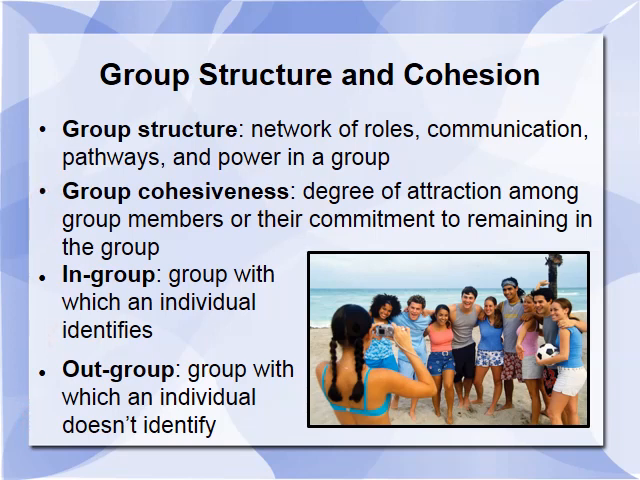 Group Structure and Cohesion
• Group structure: network of roles, communication,
pathways, and power in a group
• Group cohesiveness: degree of attraction among
group members or their commitment to remaining in
the group
• In-group: group with
which an individual
identifies
• Out-group: group with
which an individual
doesn’t identify